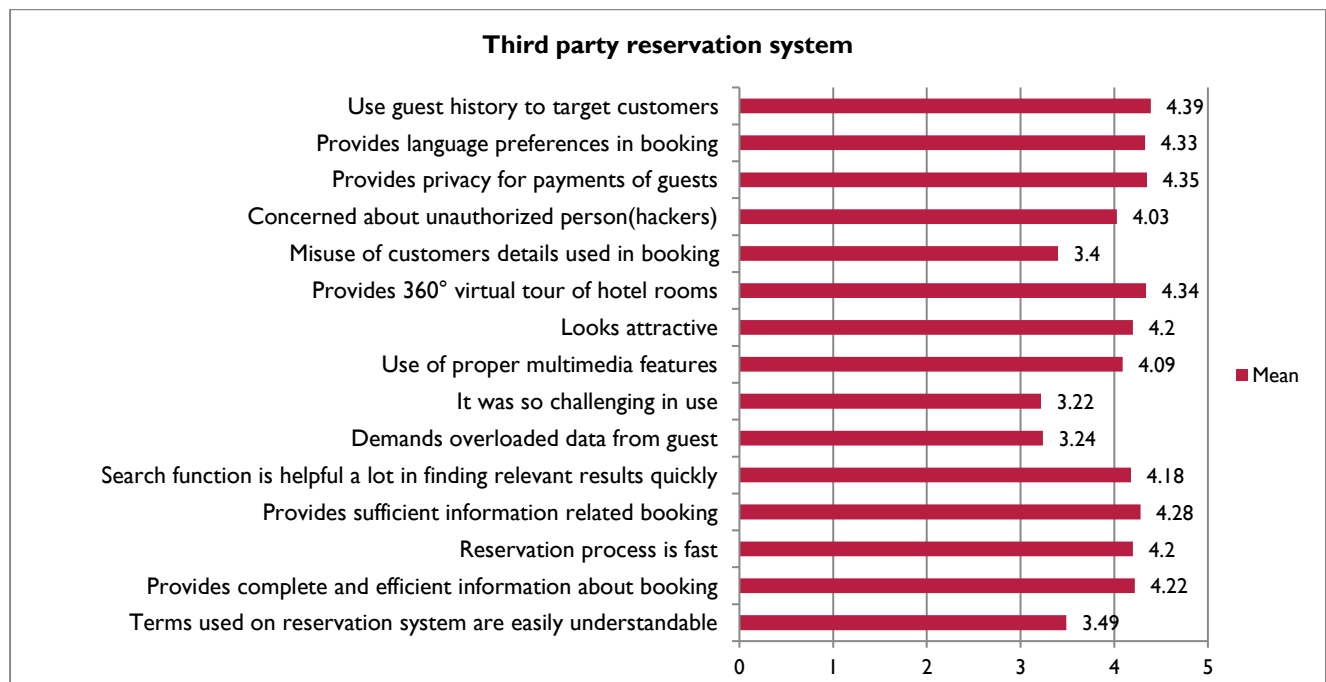 Third party reservation system
Use guest history to target customers 4.39
Provides language preferences in booking 4.33
Provides privacy for payments of guests 4.35
Concerned about unauthorized person(hackers) 4.03
Misuse of customers details used in booking 3.4
Provides 360° virtual tour of hotel rooms 4.34
Looks attractive 4.2
Use of proper multimedia features 4.09
Mean
It was so challenging in use 3.22
Demands overloaded data from guest 3.24
Search function is helpful a lot in finding relevant results quickly 4.18
Provides sufficient information related booking 4.28
Reservation process is fast 4.2
Provides complete and efficient information about booking 4.22
Terms used on reservation system are easily understandable 3.49
0 1 2 3 4 5